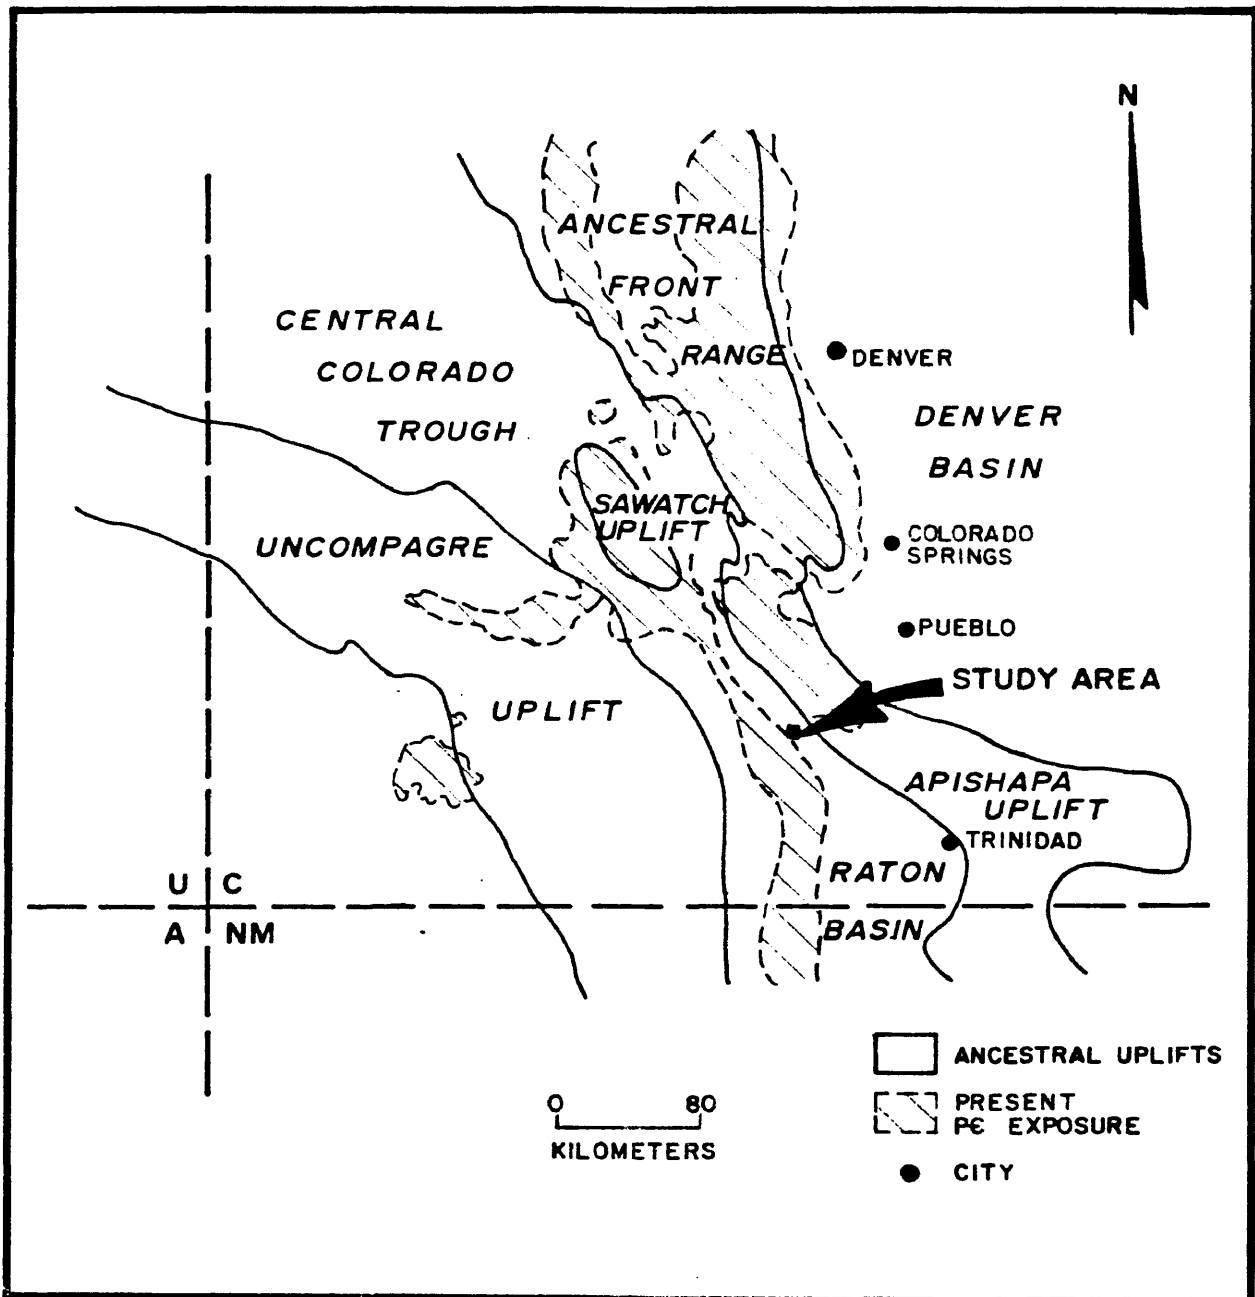 N
ANCESTRAL
FRONT
RANGE
CENTRAL
COLORADO
TROUGH
DENVER
DENVER
BASIN
SAWATCH
UPLIFT
COLORADO
SPRINGS
UNCOMPAGRE
UPLIFT
PUEBLO
STUDY AREA
APISHAPA
UPLIFT
TRINIDAD
RATON
BASIN
U C
A NM
ANCESTRAL UPLIFTS
PRESENT
PЄ EXPOSURE
CITY
0 80
KILOMETERS